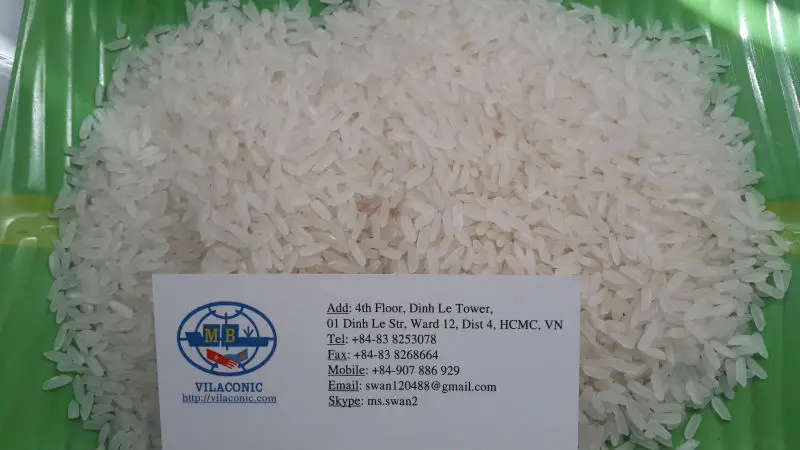 M B
VILACONIC
http://vilaconic.com
Add: 4th Floor, Dinh Le Tower,
01 Dinh Le Str, Ward 12, Dist 4, HCMC, VN
Tel: +84-83 8253078
Fax: +84-83 8268664
Mobile: +84-907 886 929
Email: swan120488@gmail.com
Skype: ms.swan2